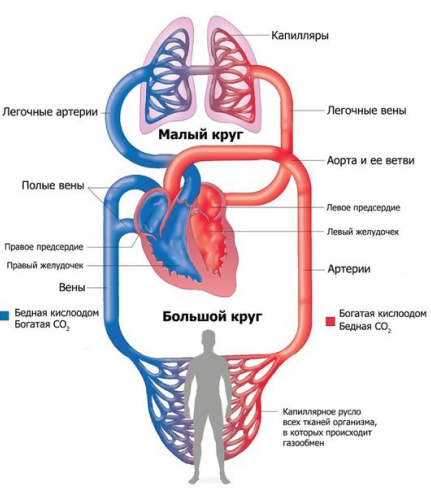 Капилляры
Легочные артерии
Легочные вены
Малый круг
Аорта и ее ветви
Полые вены
Левое предсердие
Левый желудочек
Правое предсердие
Правый желудочек
Артерии
Вены
Бедная кислоодом
Богатая CO₂
Большой круг
Богатая кислоодом
Бедная CO₂
Капиллярное русло
всех тканей организма,
в которых происходит
газообмен